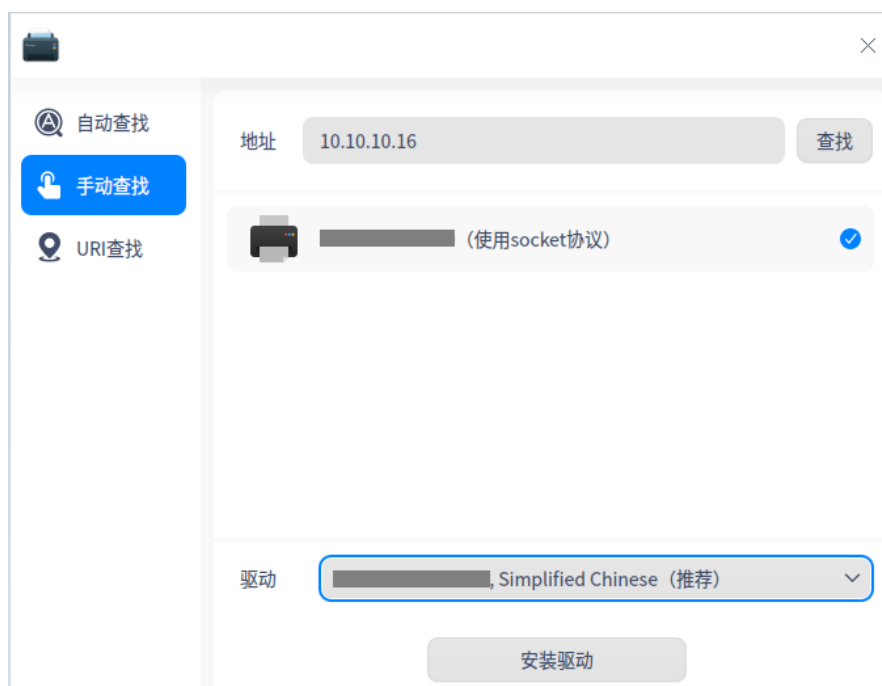 自动查找
手动查找
URI查找
地址
10.10.10.16
查找
（使用socket协议）
驱动
, Simplified Chinese（推荐）
安装驱动